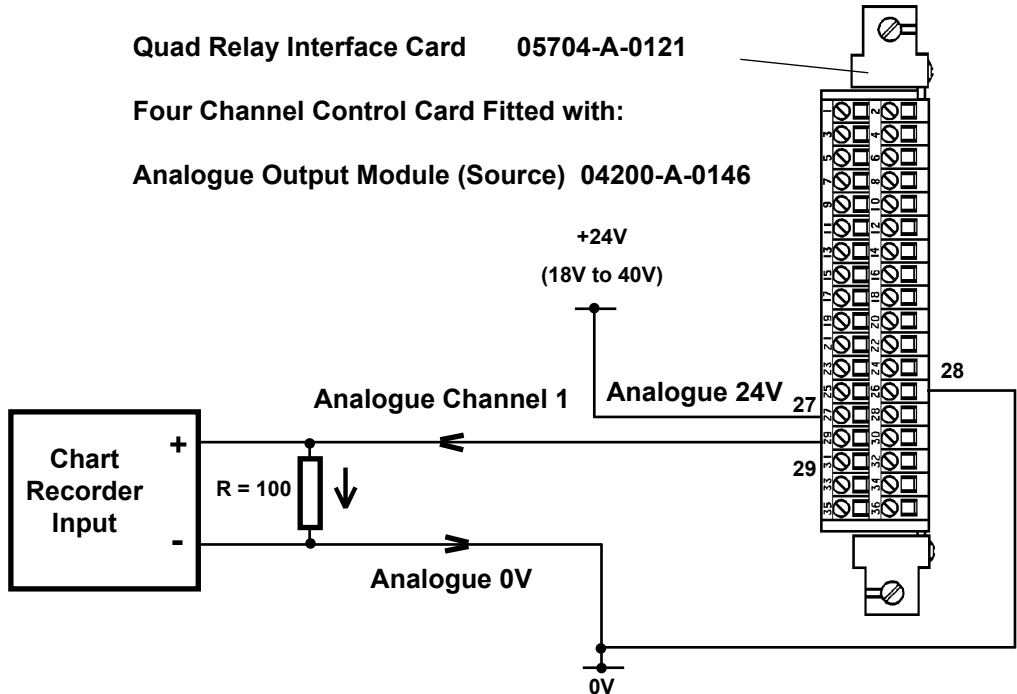 Quad Relay Interface Card 05704-A-0121
Four Channel Control Card Fitted with:
Analogue Output Module (Source) 04200-A-0146
+24V
(18V to 40V)
Analogue Channel 1
Analogue 24V
27
28
29
Chart
Recorder
Input
+
-
R = 100
Analogue 0V
0V
1 2
3 4
5 6
7 8
9 10
11 12
13 14
15 16
17 18
19 20
21 22
23 24
25 26
27 28
29 30
31 32
33 34
35 36